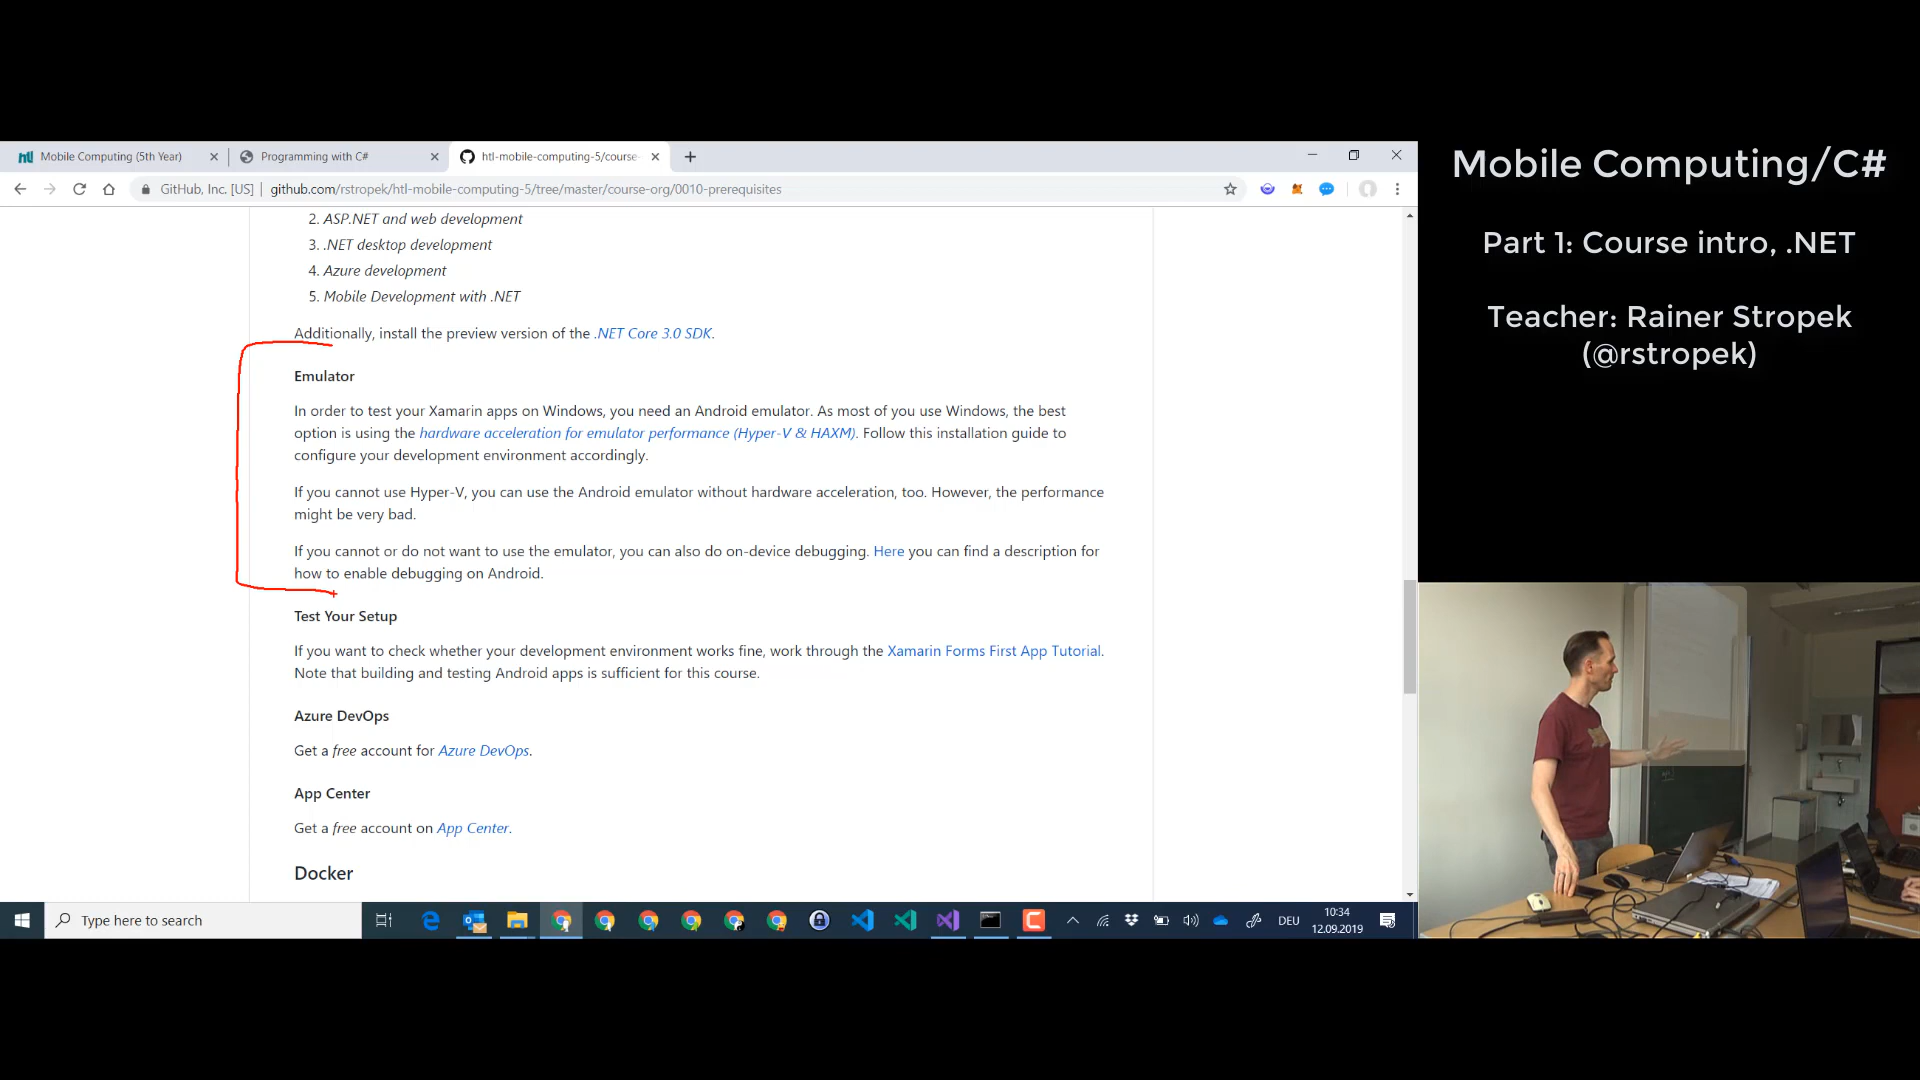 Mobile Computing (5th Year)
Programming with C#
htl-mobile-computing-5/course-
GitHub, Inc. [US] | github.com/rstropek/htl-mobile-computing-5/tree/master/course-org/0010-prerequisites
2. ASP.NET and web development
3. .NET desktop development
4. Azure development
5. Mobile Development with .NET
Additionally, install the preview version of the .NET Core 3.0 SDK.
Emulator
In order to test your Xamarin apps on Windows, you need an Android emulator. As most of you use Windows, the best
option is using the hardware acceleration for emulator performance (Hyper-V & HAXM). Follow this installation guide to
configure your development environment accordingly.
If you cannot use Hyper-V, you can use the Android emulator without hardware acceleration, too. However, the performance
might be very bad.
If you cannot or do not want to use the emulator, you can also do on-device debugging. Here you can find a description for
how to enable debugging on Android.
Test Your Setup
If you want to check whether your development environment works fine, work through the Xamarin Forms First App Tutorial.
Note that building and testing Android apps is sufficient for this course.
Azure DevOps
Get a free account for Azure DevOps.
App Center
Get a free account on App Center.
Docker
Type here to search
DEU
10:34
12.09.2019
Mobile Computing/C#
Part 1: Course intro, .NET
Teacher: Rainer Stropek
(@rstropek)